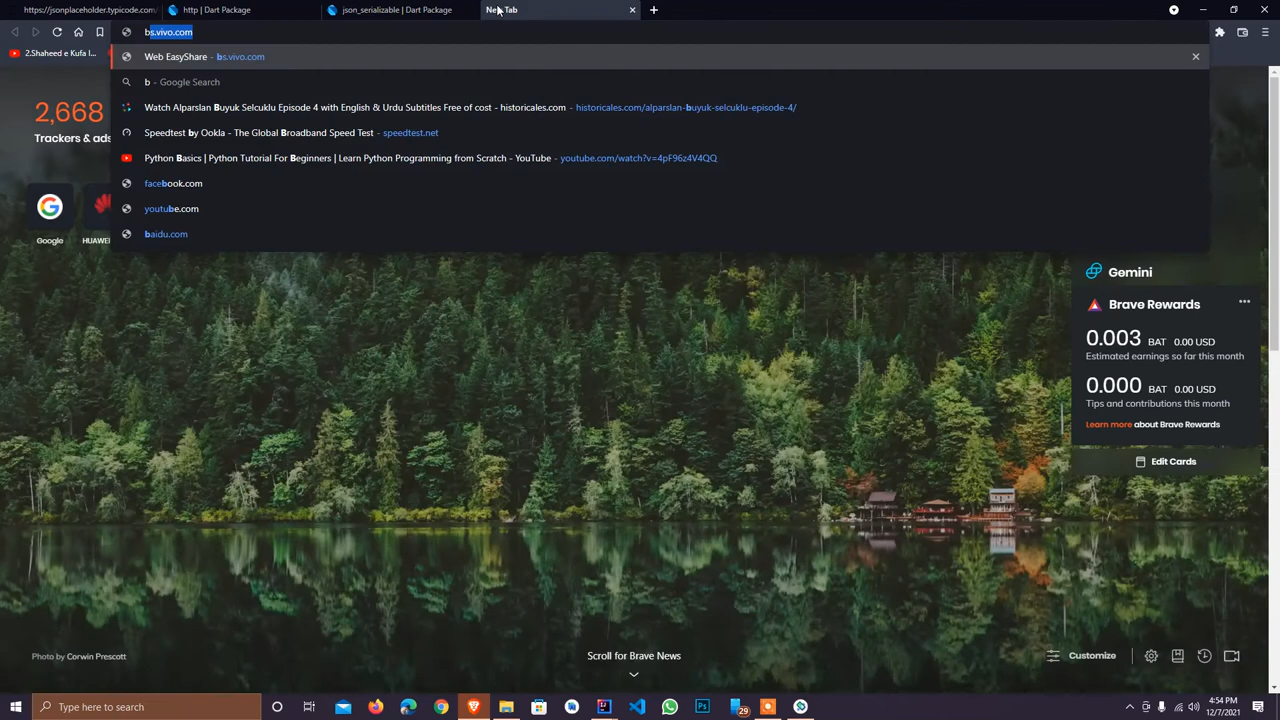 https://jsonplaceholder.typicode.com/
http | Dart Package
json_serializable | Dart Package
New Tab
bs.vivo.com
2.Shaheed e Kufa I...
Web EasyShare - bs.vivo.com
b - Google Search
Watch Alparslan Buyuk Selcuklu Episode 4 with English & Urdu Subtitles Free of cost - historicales.com - historicales.com/alparslan-buyuk-selcuklu-episode-4/
Speedtest by Ookla - The Global Broadband Speed Test - speedtest.net
Python Basics | Python Tutorial For Beginners | Learn Python Programming from Scratch - YouTube - youtube.com/watch?v=4pF96z4V4QQ
facebook.com
youtube.com
baidu.com
2,668
Trackers & ads
Google
HUAWE
Gemini
Brave Rewards
0.003 BAT 0.00 USD
Estimated earnings so far this month
0.000 BAT 0.00 USD
Tips and contributions this month
Learn more about Brave Rewards
Edit Cards
Photo by Corwin Prescott
Scroll for Brave News
Customize
Type here to search
29
4:54 PM
12/7/2021